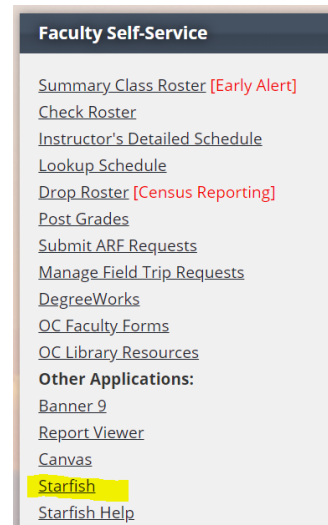 Faculty Self-Service
Summary Class Roster [Early Alert]
Check Roster
Instructor's Detailed Schedule
Lookup Schedule
Drop Roster [Census Reporting]
Post Grades
Submit ARF Requests
Manage Field Trip Requests
DegreeWorks
OC Faculty Forms
OC Library Resources
Other Applications:
Banner 9
Report Viewer
Canvas
Starfish
Starfish Help